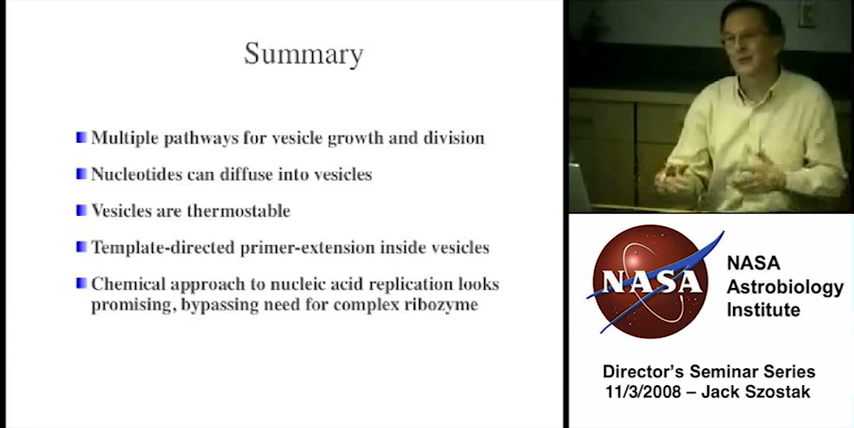 Summary
Multiple pathways for vesicle growth and division
Nucleotides can diffuse into vesicles
Vesicles are thermostable
Template-directed primer-extension inside vesicles
Chemical approach to nucleic acid replication looks
promising, bypassing need for complex ribozyme
NASA
NASA
Astrobiology
Institute
Director's Seminar Series
11/3/2008 – Jack Szostak